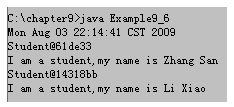 C:\chapter9>java Example9_6
Mon Aug 03 22:14:41 CST 2009
Student@61de33
I am a student,my name is Zhang San
Student@14318bb
I am a student,my name is Li Xiao